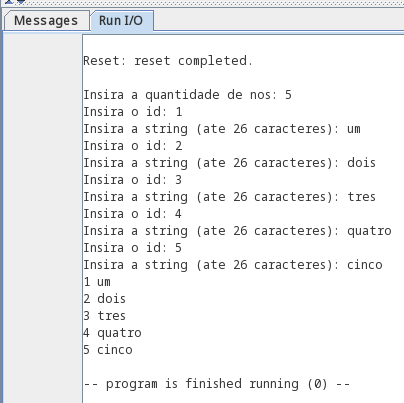 Messages Run I/O
Reset: reset completed.
Insira a quantidade de nos: 5
Insira o id: 1
Insira a string (ate 26 caracteres): um
Insira o id: 2
Insira a string (ate 26 caracteres): dois
Insira o id: 3
Insira a string (ate 26 caracteres): tres
Insira o id: 4
Insira a string (ate 26 caracteres): quatro
Insira o id: 5
Insira a string (ate 26 caracteres): cinco
1 um
2 dois
3 tres
4 quatro
5 cinco
-- program is finished running (0) --